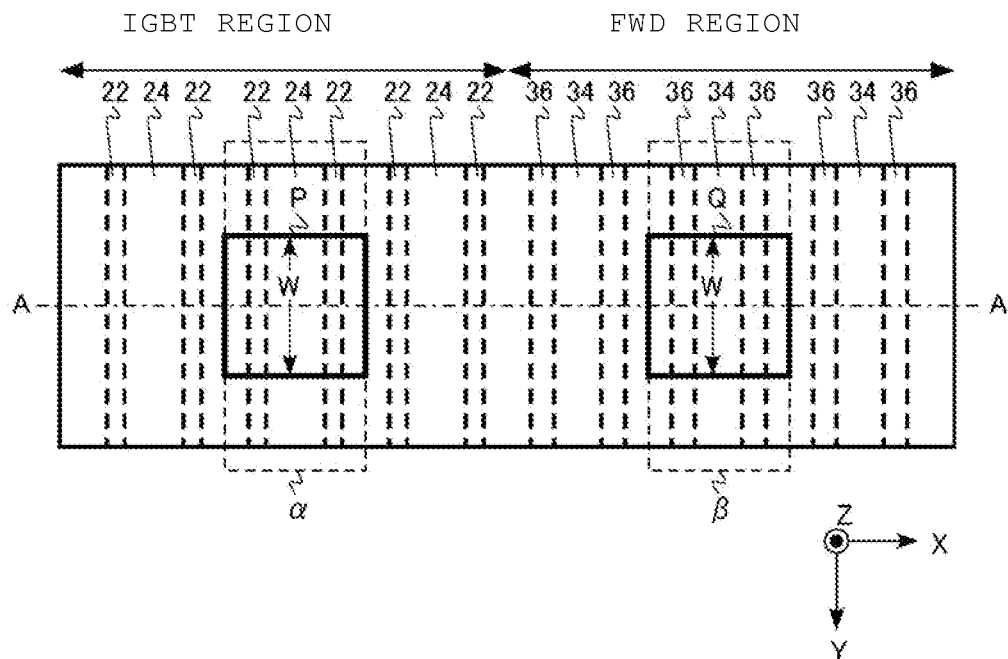 IGBT REGION FWD REGION
22 24 22 22 24 22 22 24 22 36 34 36 36 34 36 36 34 36
P Q
W W
A A
α β
Z
X
Y